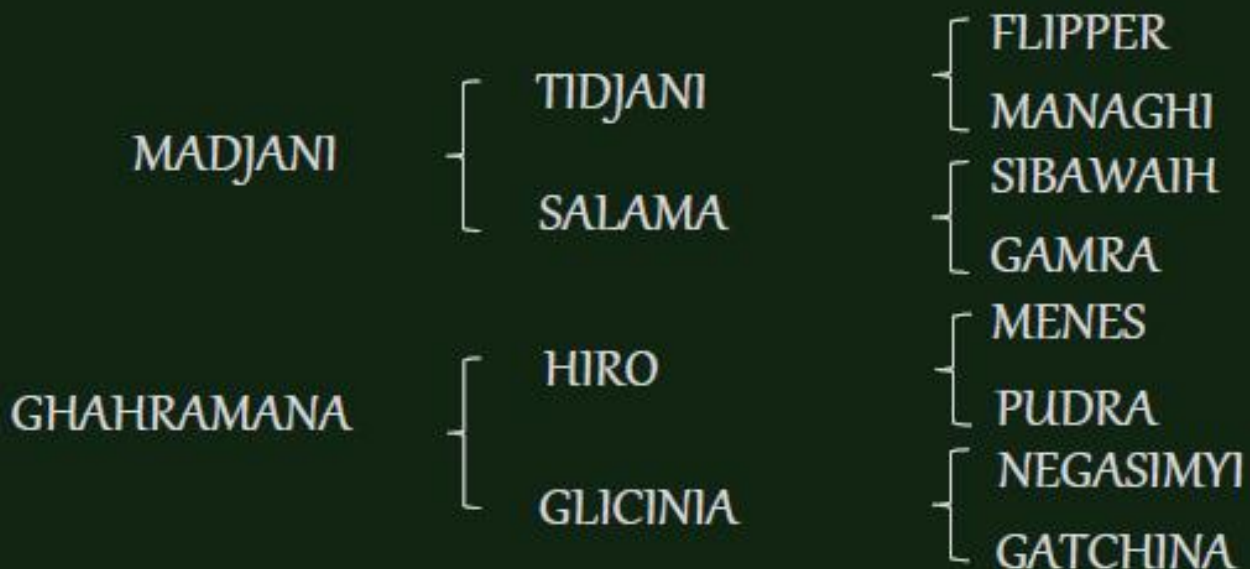 FLIPPER
TIDJANI
MANAGHI
MADJANI
SIBAWAIH
SALAMA
GAMRA
MENES
HIRO
PUDRA
GHAHRAMANA
NEGASIMYI
GLICINIA
GATCHINA